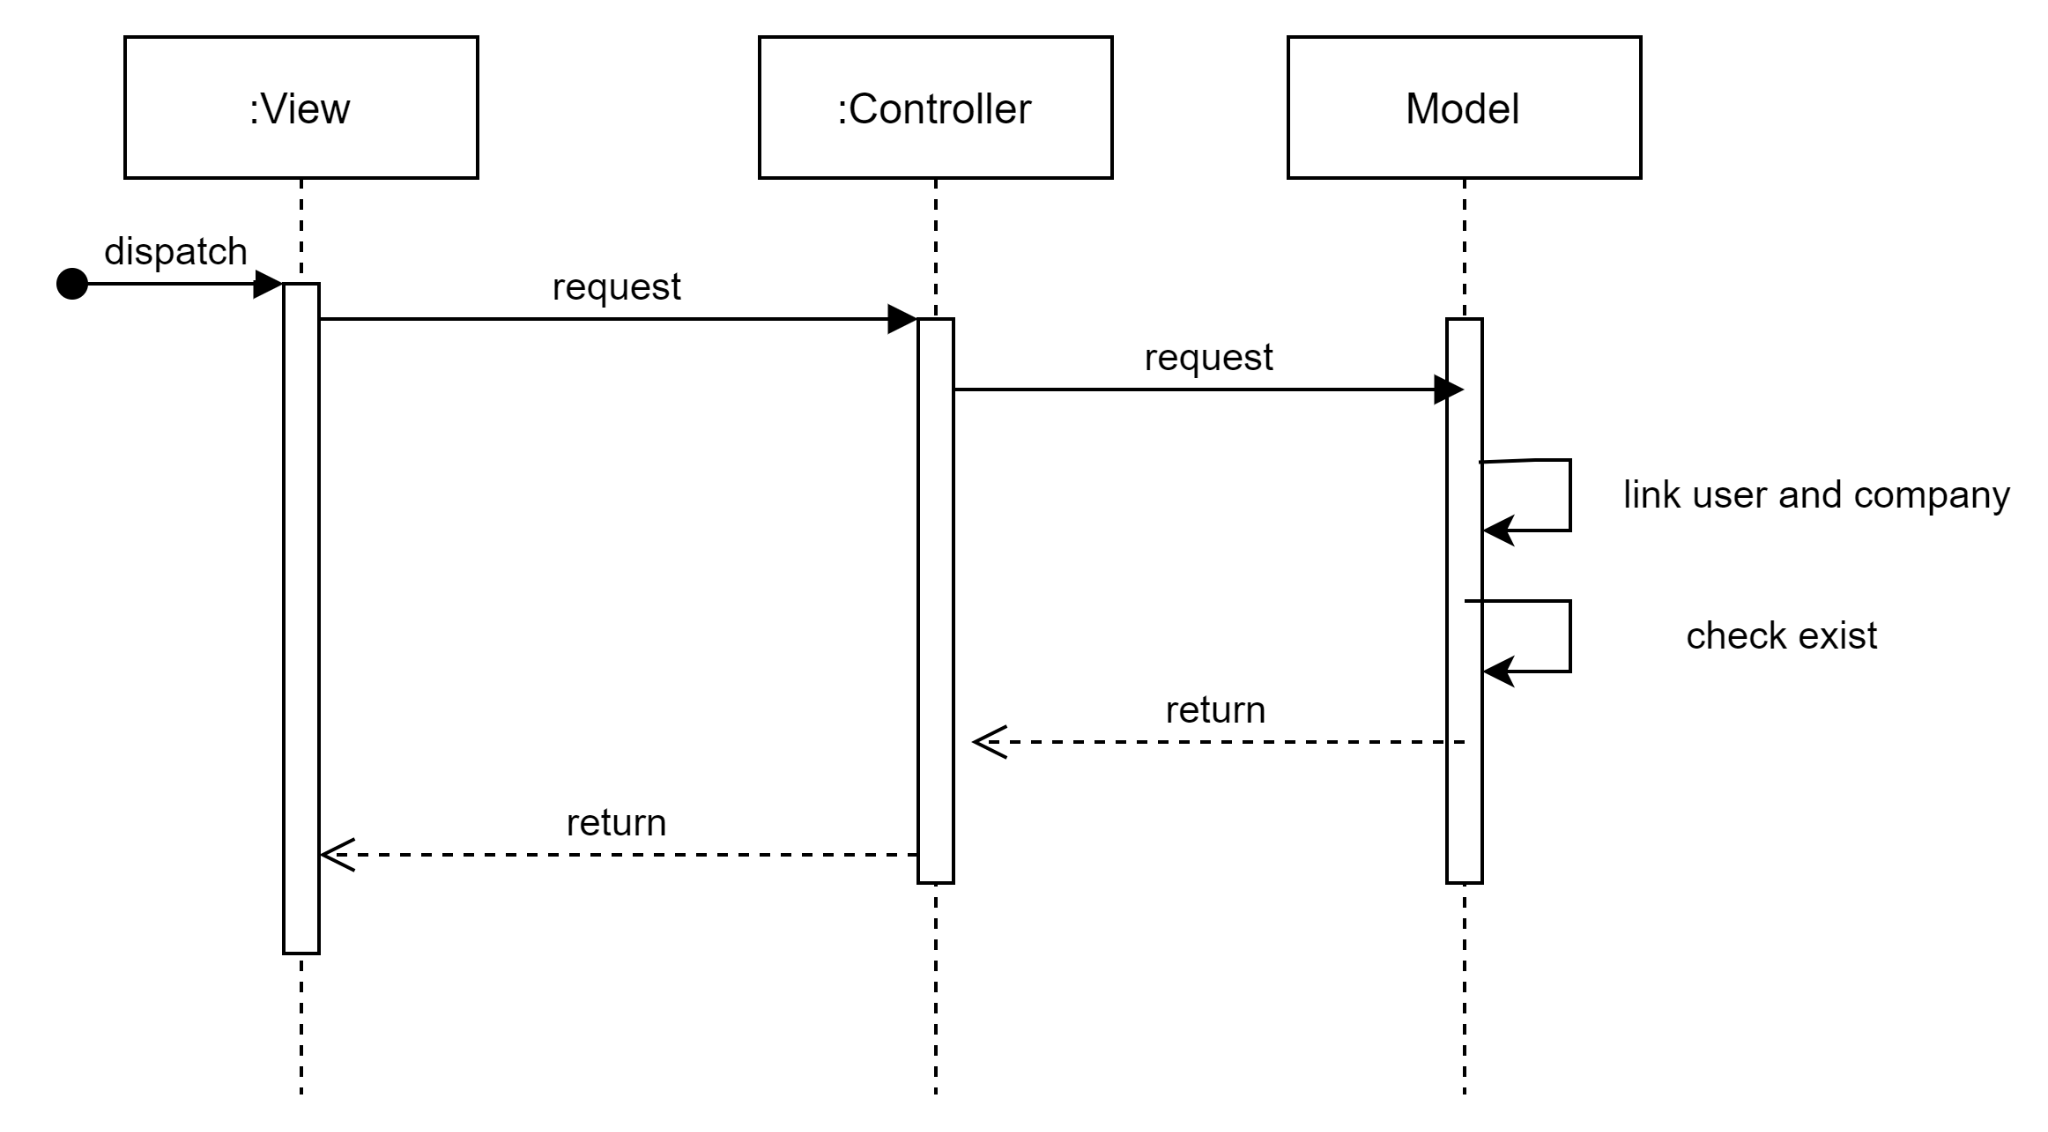 :View
:Controller
Model
dispatch
request
request
link user and company
check exist
return
return